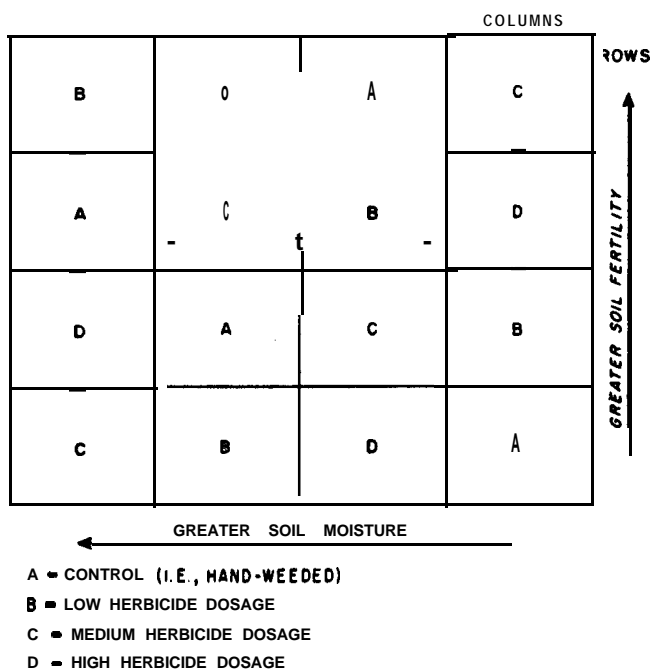 COLUMNS
ROWS
B o A C
A C B D
- t -
D A C B
C B D A
GREATER SOIL FERTILITY
GREATER SOIL MOISTURE
A = CONTROL (I.E., HAND-WEEDED)
B = LOW HERBICIDE DOSAGE
C = MEDIUM HERBICIDE DOSAGE
D = HIGH HERBICIDE DOSAGE